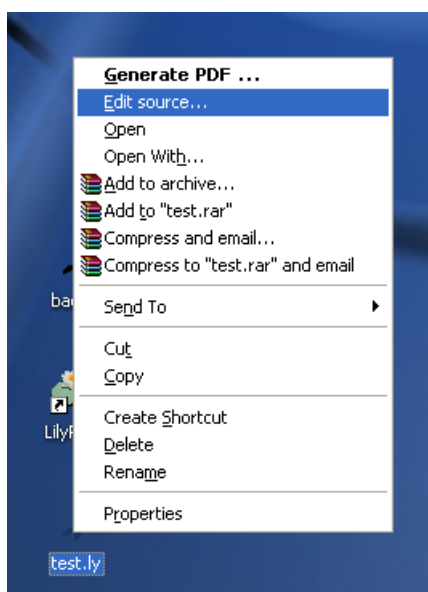 Generate PDF ...
Edit source...
Open
Open With...
Add to archive...
Add to "test.rar"
Compress and email...
Compress to "test.rar" and email
Send To
Cut
Copy
Create Shortcut
Delete
Rename
Properties
test.ly